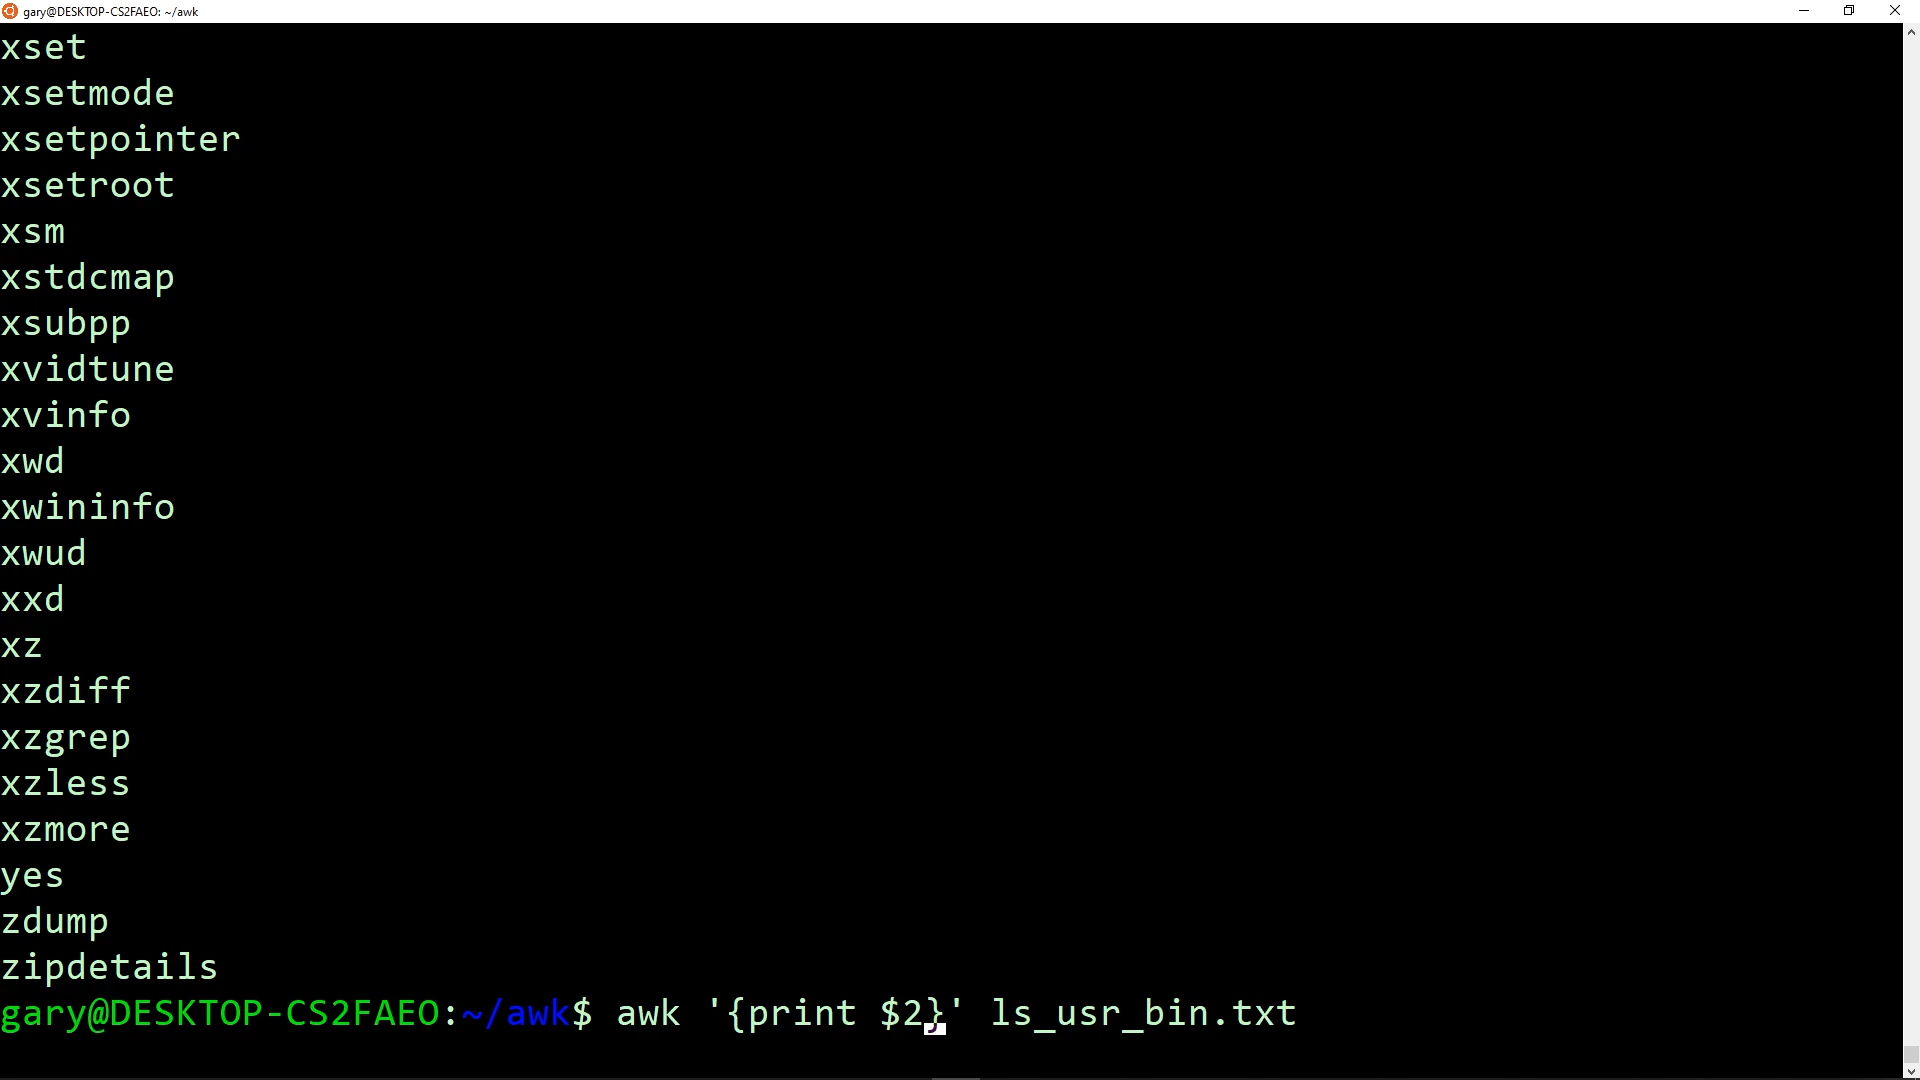 gary@DESKTOP-CS2FAEO: ~/awk
xset
xsetmode
xsetpointer
xsetroot
xsm
xstdcmap
xsubpp
xvidtune
xvinfo
xwd
xwininfo
xwud
xxd
xz
xzdiff
xzgrep
xzless
xzmore
yes
zdump
zipdetails
gary@DESKTOP-CS2FAEO:~/awk$ awk '{print $2}' ls_usr_bin.txt